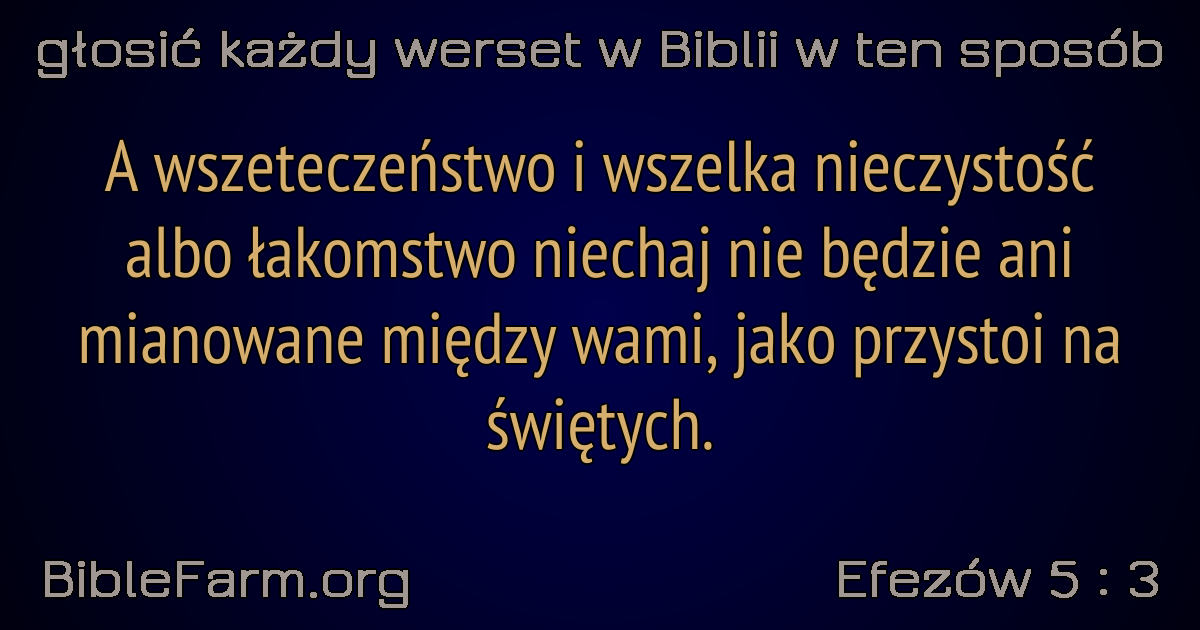 głosić każdy werset w Biblii w ten sposób
A wszeteczeństwo i wszelka nieczystość
albo łakomstwo niechaj nie będzie ani
mianowane między wami, jako przystoi na
świętych.
BibleFarm.org
Efezów 5 : 3